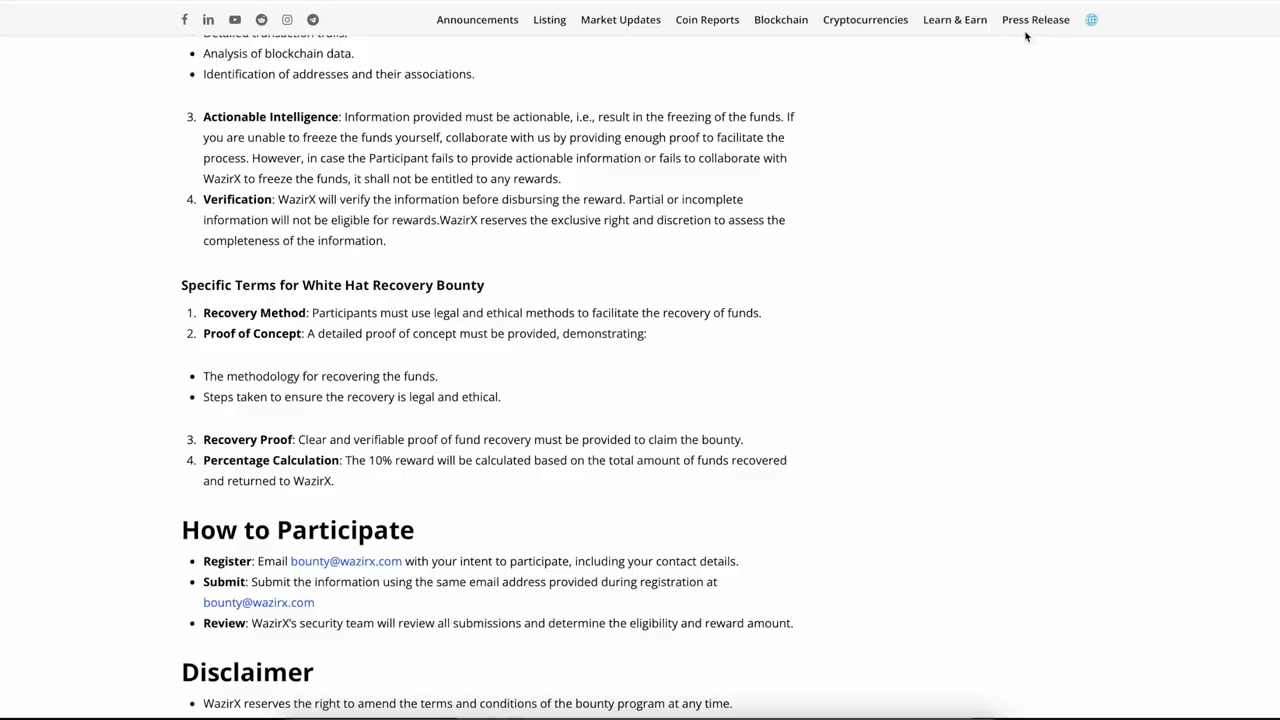 Announcements Listing Market Updates Coin Reports Blockchain Cryptocurrencies Learn & Earn Press Release
Detailed transaction trails.
Analysis of blockchain data.
Identification of addresses and their associations.
3. Actionable Intelligence: Information provided must be actionable, i.e., result in the freezing of the funds. If
you are unable to freeze the funds yourself, collaborate with us by providing enough proof to facilitate the
process. However, in case the Participant fails to provide actionable information or fails to collaborate with
WazirX to freeze the funds, it shall not be entitled to any rewards.
4. Verification: WazirX will verify the information before disbursing the reward. Partial or incomplete
information will not be eligible for rewards.WazirX reserves the exclusive right and discretion to assess the
completeness of the information.
Specific Terms for White Hat Recovery Bounty
1. Recovery Method: Participants must use legal and ethical methods to facilitate the recovery of funds.
2. Proof of Concept: A detailed proof of concept must be provided, demonstrating:
The methodology for recovering the funds.
Steps taken to ensure the recovery is legal and ethical.
3. Recovery Proof: Clear and verifiable proof of fund recovery must be provided to claim the bounty.
4. Percentage Calculation: The 10% reward will be calculated based on the total amount of funds recovered
and returned to WazirX.
How to Participate
Register: Email bounty@wazirx.com with your intent to participate, including your contact details.
Submit: Submit the information using the same email address provided during registration at
bounty@wazirx.com
Review: WazirX's security team will review all submissions and determine the eligibility and reward amount.
Disclaimer
WazirX reserves the right to amend the terms and conditions of the bounty program at any time.